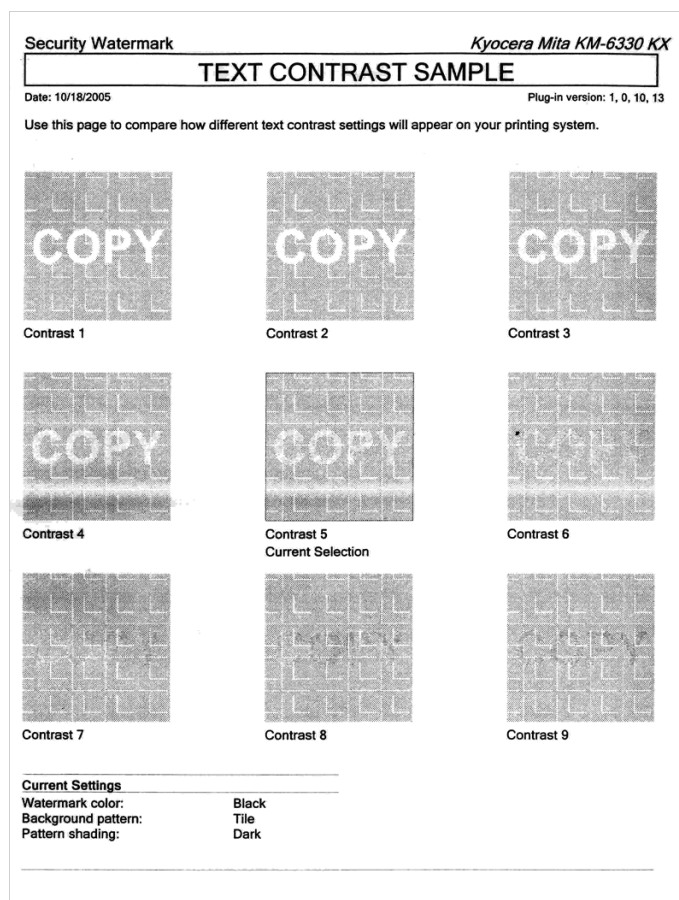 Security Watermark Kyocera Mita KM-6330 KX
TEXT CONTRAST SAMPLE
Date: 10/18/2005 Plug-in version: 1, 0, 10, 13
Use this page to compare how different text contrast settings will appear on your printing system.
COPY COPY COPY
Contrast 1 Contrast 2 Contrast 3
COPY COPY COPY
Contrast 4 Contrast 5 Contrast 6
Current Selection
Contrast 7 Contrast 8 Contrast 9
Current Settings
Watermark color: Black
Background pattern: Tile
Pattern shading: Dark